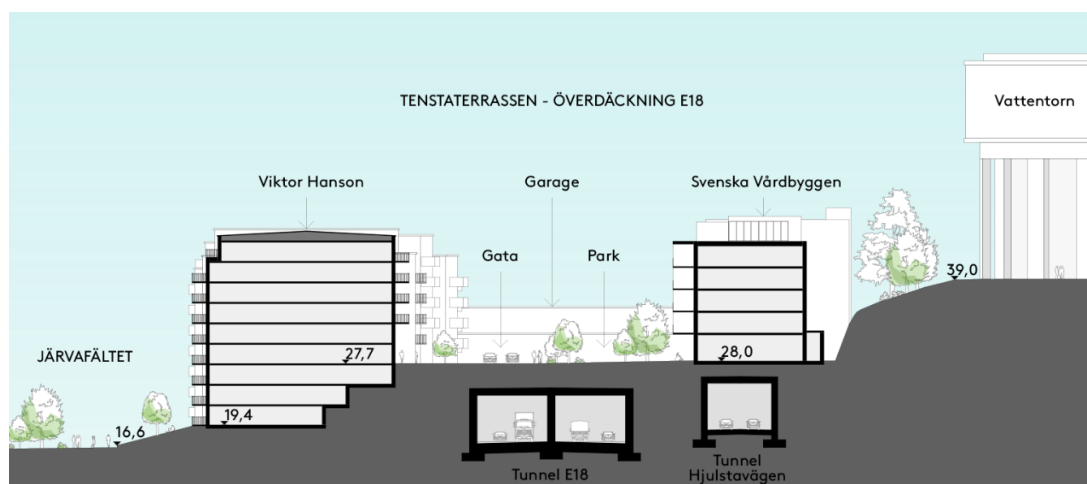 TENSTATERRASSEN - ÖVERDÄCKNING E18
Vattentorn
Viktor Hanson
Garage
Svenska Vårdbyggen
Gata
Park
39,0
JÄRVAFÄLTET
27,7
28,0
19,4
16,6
Tunnel E18
Tunnel
Hjulstavägen